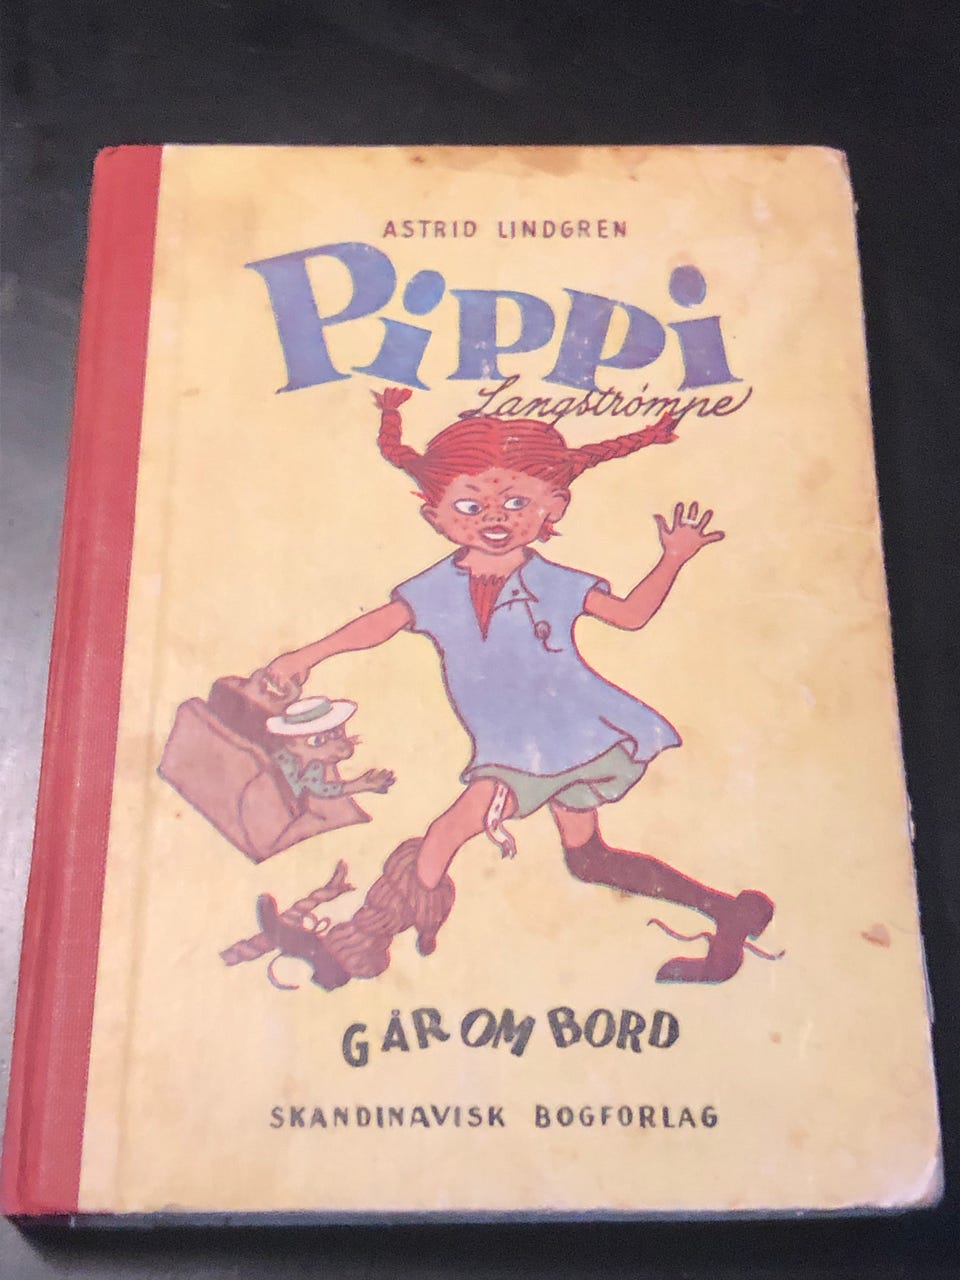 ASTRID LINDGREN
Pippi
Langstrømpe
GÅR OM BORD
SKANDINAVISK BOGFORLAG